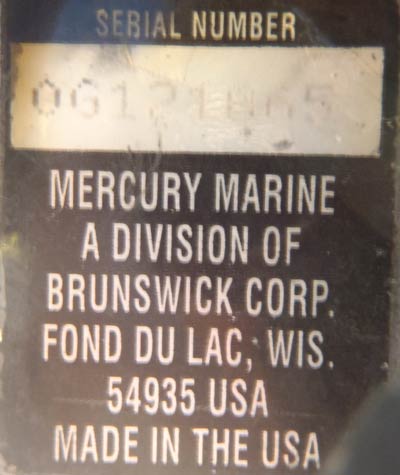 SERIAL NUMBER
MERCURY MARINE
A DIVISION OF
BRUNSWICK CORP.
FOND DU LAC, WIS.
54935 USA
MADE IN THE USA